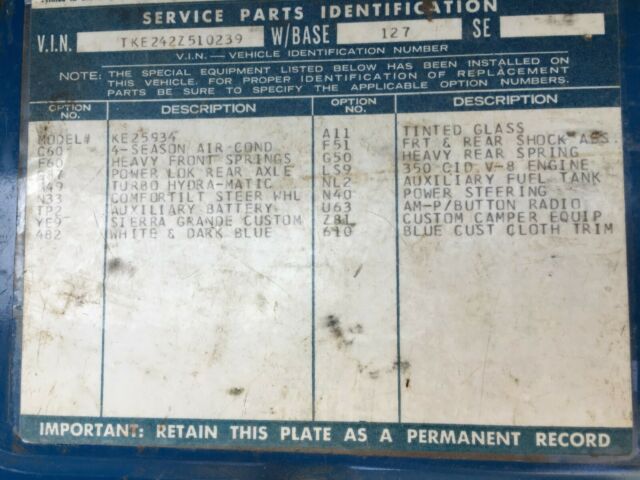 SERVICE PARTS IDENTIFICATION
V.I.N. TKE242Z510239 W/BASE 127 SE
V.I.N. – VEHICLE IDENTIFICATION NUMBER
NOTE: THE SPECIAL EQUIPMENT LISTED BELOW HAS BEEN INSTALLED ON
THIS VEHICLE. FOR PROPER IDENTIFICATION OF REPLACEMENT
PARTS BE SURE TO SPECIFY THE APPLICABLE OPTION NUMBERS.
OPTION NO. DESCRIPTION OPTION NO. DESCRIPTION
MODEL# KE25934 A11 TINTED GLASS
C60 4-SEASON AIR-COND F51 FRT & REAR SHOCK ABS.
F60 HEAVY FRONT SPRINGS G50 HEAVY REAR SPRING
POWER LOK REAR AXLE LS9 350 CID V-8 ENGINE
M49 TURBO HYDRA-MATIC NL2 AUXILIARY FUEL TANK
N33 COMFORTILT STEER WHL N40 POWER STEERING
TP2 AUXILIARY BATTERY U63 AM-P/BUTTON RADIO
YE9 SIERRA GRANDE CUSTOM Z81 CUSTOM CAMPER EQUIP
482 WHITE & DARK BLUE 610 BLUE CUST CLOTH TRIM
IMPORTANT: RETAIN THIS PLATE AS A PERMANENT RECORD